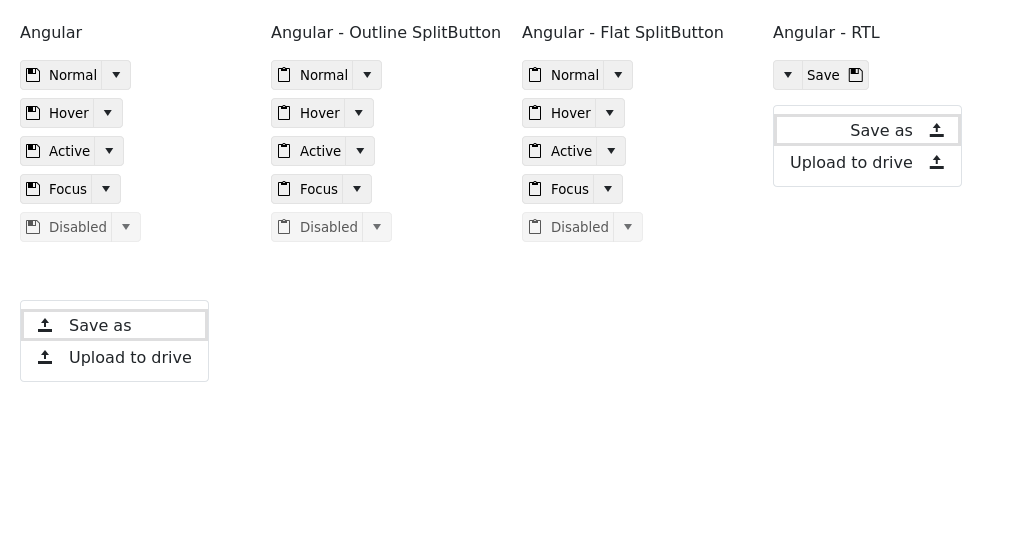 Angular
Normal
Hover
Active
Focus
Disabled
Save as
Upload to drive
Angular - Outline SplitButton
Normal
Hover
Active
Focus
Disabled
Angular - Flat SplitButton
Normal
Hover
Active
Focus
Disabled
Angular - RTL
Save
Save as
Upload to drive